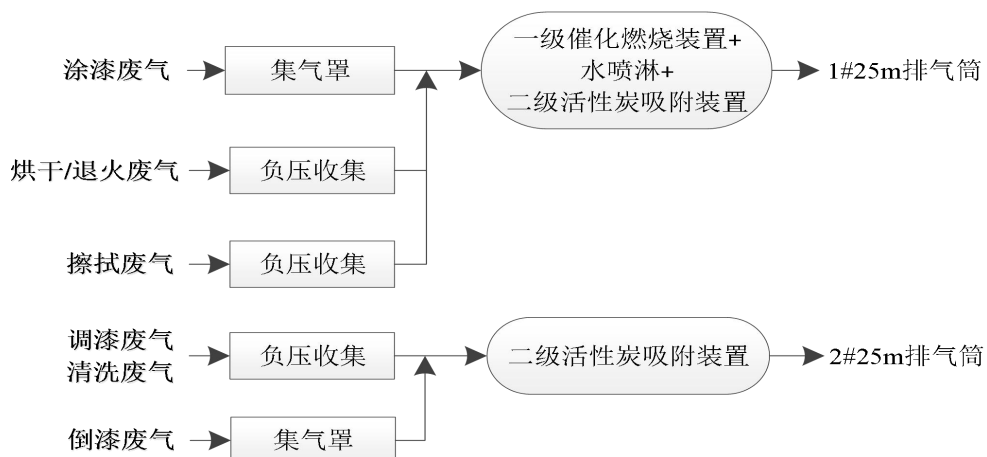 涂漆废气
集气罩
一级催化燃烧装置+
水喷淋+
二级活性炭吸附装置
1#25m排气筒
烘干/退火废气
负压收集
擦拭废气
负压收集
调漆废气
清洗废气
负压收集
二级活性炭吸附装置
2#25m排气筒
倒漆废气
集气罩